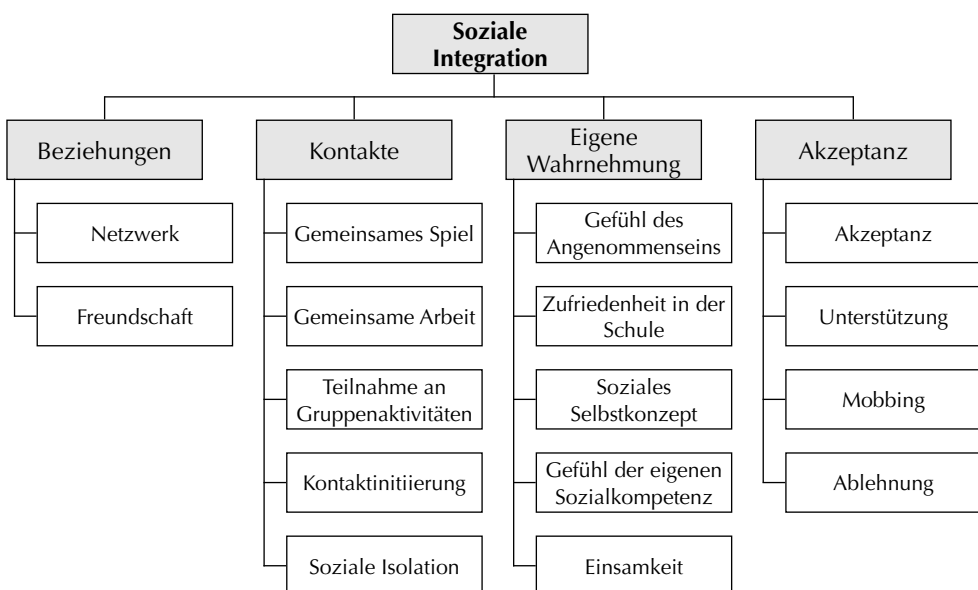 Soziale
Integration
Beziehungen
Kontakte
Eigene
Wahrnehmung
Akzeptanz
Netzwerk
Freundschaft
Gemeinsames Spiel
Gemeinsame Arbeit
Teilnahme an
Gruppenaktivitäten
Kontaktinitiierung
Soziale Isolation
Gefühl des
Angenommenseins
Zufriedenheit in der
Schule
Soziales
Selbstkonzept
Gefühl der eigenen
Sozialkompetenz
Einsamkeit
Akzeptanz
Unterstützung
Mobbing
Ablehnung